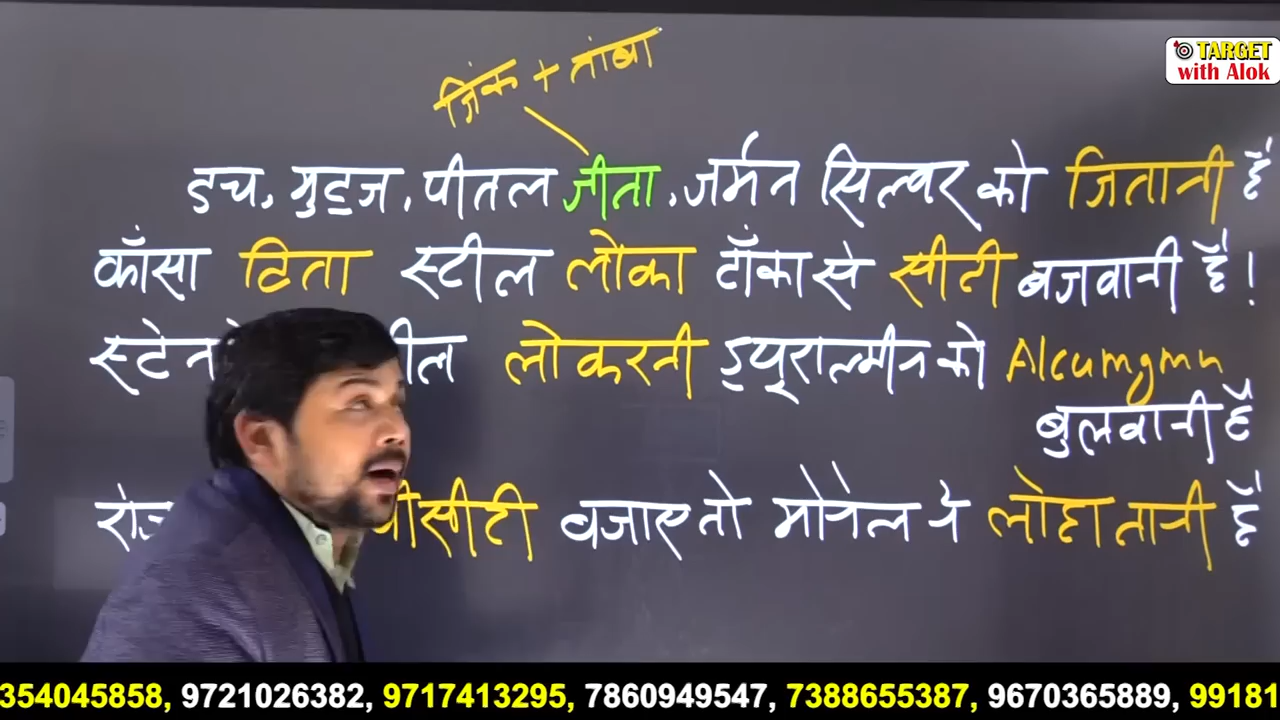 TARGET
with Alok
जिंक + तांबा
डच, गुडज, पीतल जीता, जर्मन सिल्वर को जितानी है
काँसा टिता स्टील लोका टाँका से सीटी बजवानी है!
लोकरनी ड्यूराल्मीन को Alcumgmn
बुलवानी है
बजाए तो मोनेल ने लोहा तानी है
354045858, 9721026382, 9717413295, 7860949547, 7388655387, 9670365889, 99181